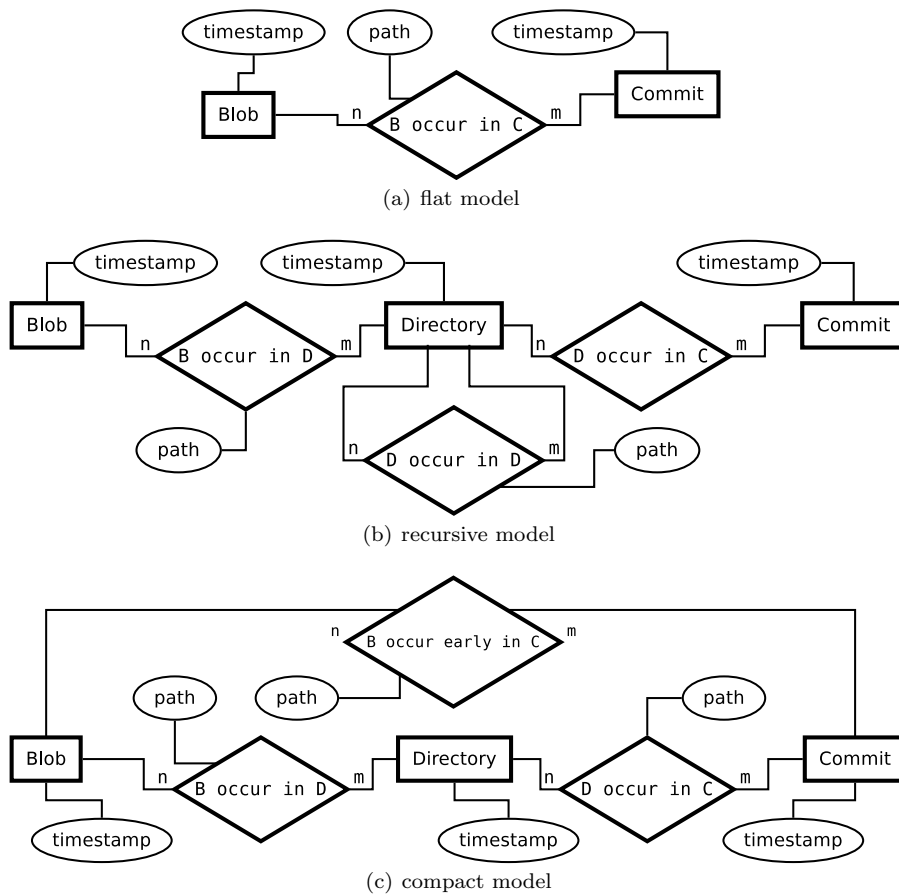 timestamp path timestamp
Blob n B occur in C m Commit
(a) flat model
timestamp timestamp timestamp
Blob n B occur in D m Directory n D occur in C m Commit
path n D occur in D m path
(b) recursive model
n B occur early in C m
path path path
Blob n B occur in D m Directory n D occur in C m Commit
timestamp timestamp timestamp
(c) compact model